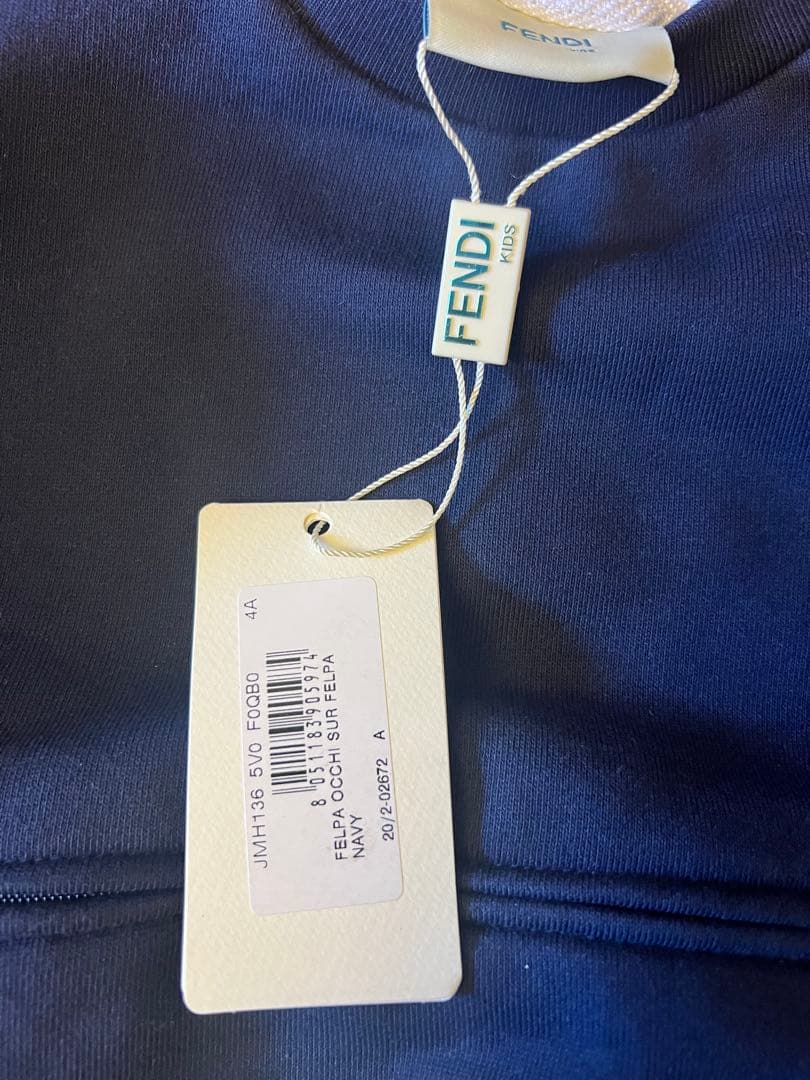 FENDI
FENDI
KIDS
4A
JMH136 5V0 F0QB0
8 051183 905974
FELPA OCCHI SUR FELPA
NAVY
20/2-02672 A